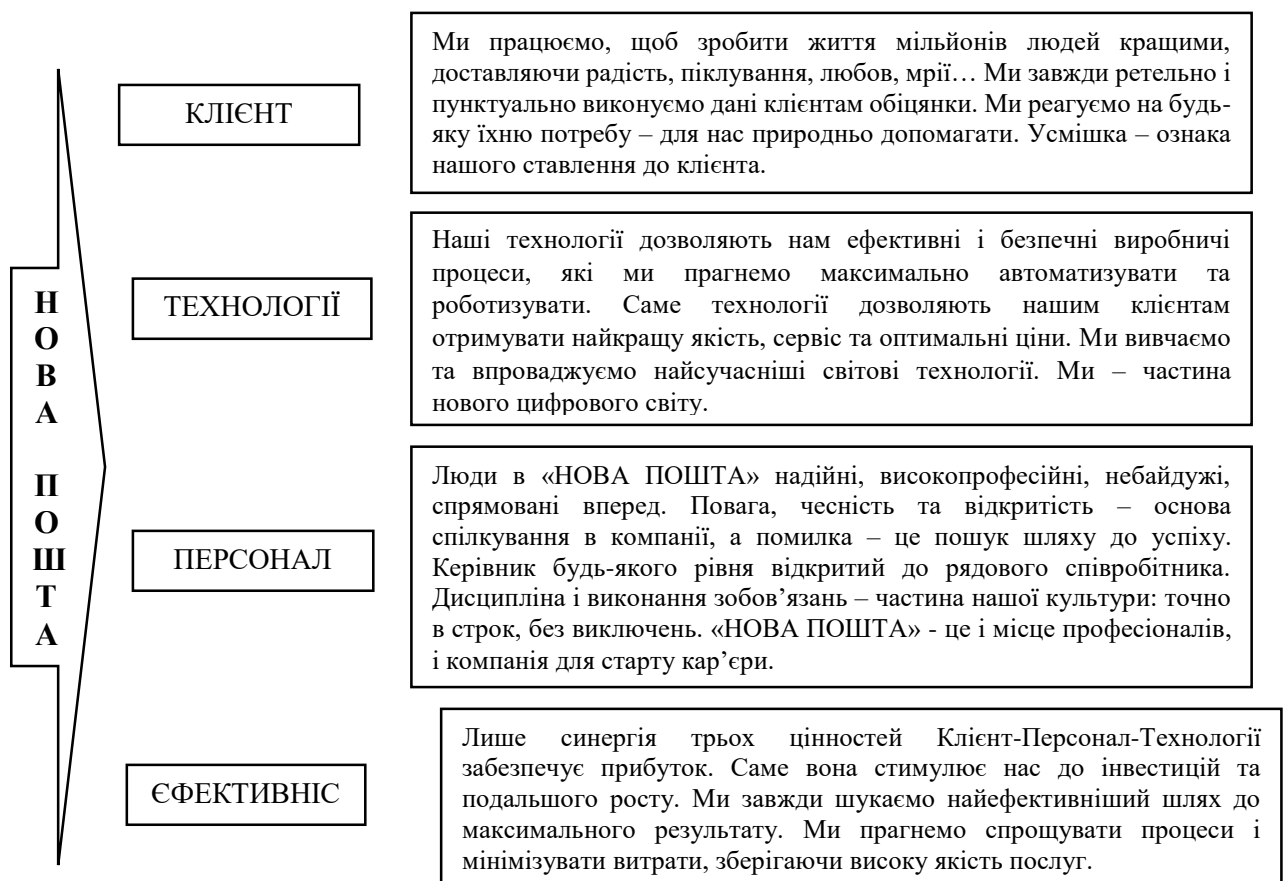 НОВА ПОШТА
КЛІЄНТ
Ми працюємо, щоб зробити життя мільйонів людей кращими,
доставляючи радість, піклування, любов, мрії… Ми завжди ретельно і
пунктуально виконуємо дані клієнтам обіцянки. Ми реагуємо на будь-
яку їхню потребу – для нас природньо допомагати. Усмішка – ознака
нашого ставлення до клієнта.
ТЕХНОЛОГІЇ
Наші технології дозволяють нам ефективні і безпечні виробничі
процеси, які ми прагнемо максимально автоматизувати та
роботизувати. Саме технології дозволяють нашим клієнтам
отримувати найкращу якість, сервіс та оптимальні ціни. Ми вивчаємо
та впроваджуємо найсучасніші світові технології. Ми – частина
нового цифрового світу.
ПЕРСОНАЛ
Люди в «НОВА ПОШТА» надійні, високопрофесійні, небайдужі,
спрямовані вперед. Повага, чесність та відкритість – основа
спілкування в компанії, а помилка – це пошук шляху до успіху.
Керівник будь-якого рівня відкритий до рядового співробітника.
Дисципліна і виконання зобов’язань – частина нашої культури: точно
в строк, без виключень. «НОВА ПОШТА» - це і місце професіоналів,
і компанія для старту кар’єри.
ЄФЕКТИВНІС
Лише синергія трьох цінностей Клієнт-Персонал-Технології
забезпечує прибуток. Саме вона стимулює нас до інвестицій та
подальшого росту. Ми завжди шукаємо найефективніший шлях до
максимального результату. Ми прагнемо спрощувати процеси і
мінімізувати витрати, зберігаючи високу якість послуг.